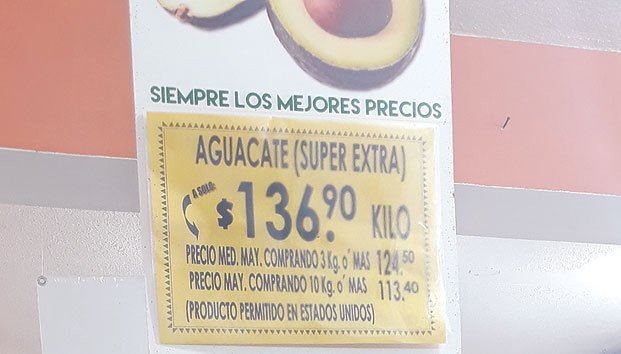 SIEMPRE LOS MEJORES PRECIOS
AGUACATE (SUPER EXTRA)
A SOLO: $136.90 KILO
PRECIO MED. MAY. COMPRANDO 3 Kg. o´ MAS 124.50
PRECIO MAY. COMPRANDO 10 Kg. o´ MAS 113.40
(PRODUCTO PERMITIDO EN ESTADOS UNIDOS)